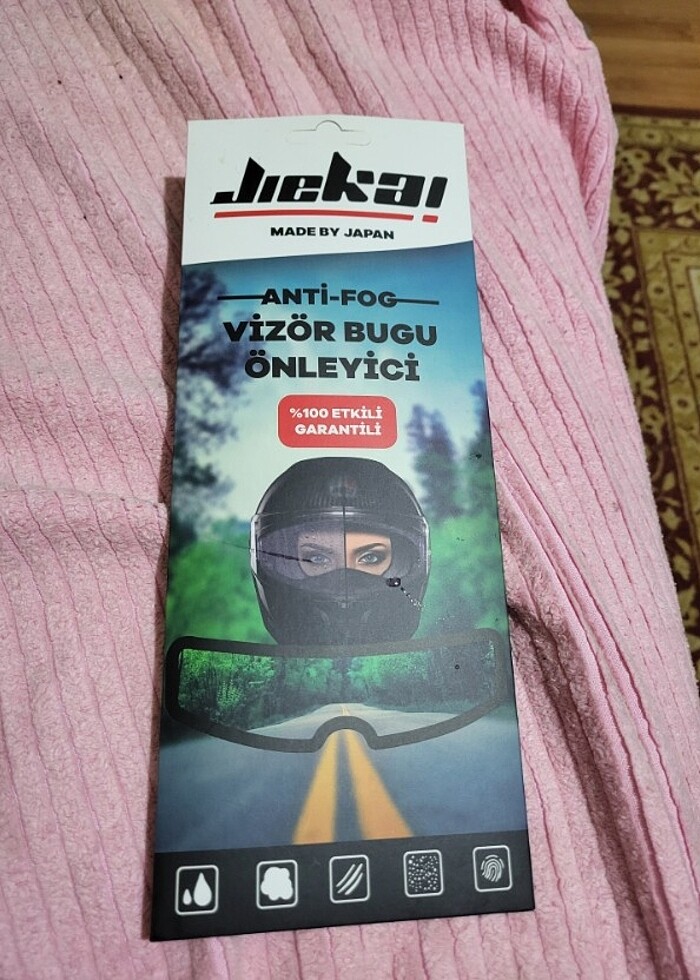 Jiekai
MADE BY JAPAN
ANTİ-FOG
VİZÖR BUGU
ÖNLEYİCİ
%100 ETKİLİ
GARANTİLİ